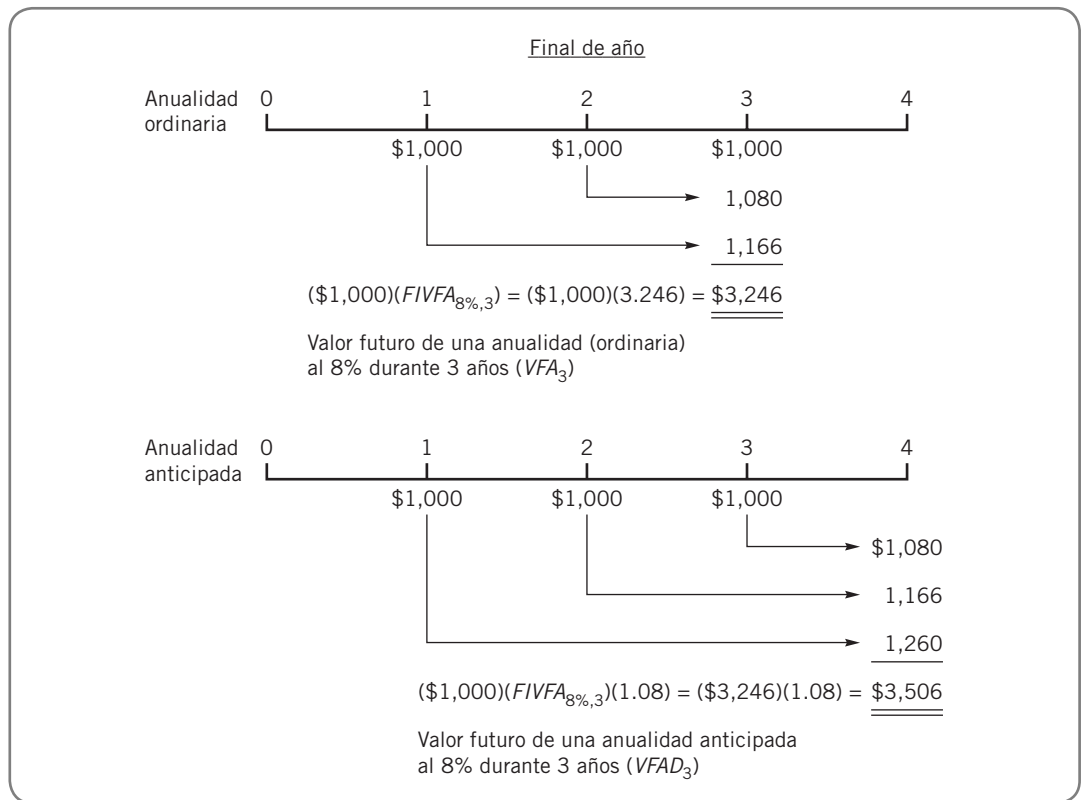 Final de año
Anualidad ordinaria
0 1 2 3 4
$1,000 $1,000 $1,000
1,080
1,166
($1,000)(FIVFA8%,3) = ($1,000)(3.246) = $3,246
Valor futuro de una anualidad (ordinaria)
al 8% durante 3 años (VFA3)
Anualidad anticipada
0 1 2 3 4
$1,000 $1,000 $1,000
$1,080
1,166
1,260
($1,000)(FIVFA8%,3)(1.08) = ($3,246)(1.08) = $3,506
Valor futuro de una anualidad anticipada
al 8% durante 3 años (VFAD3)